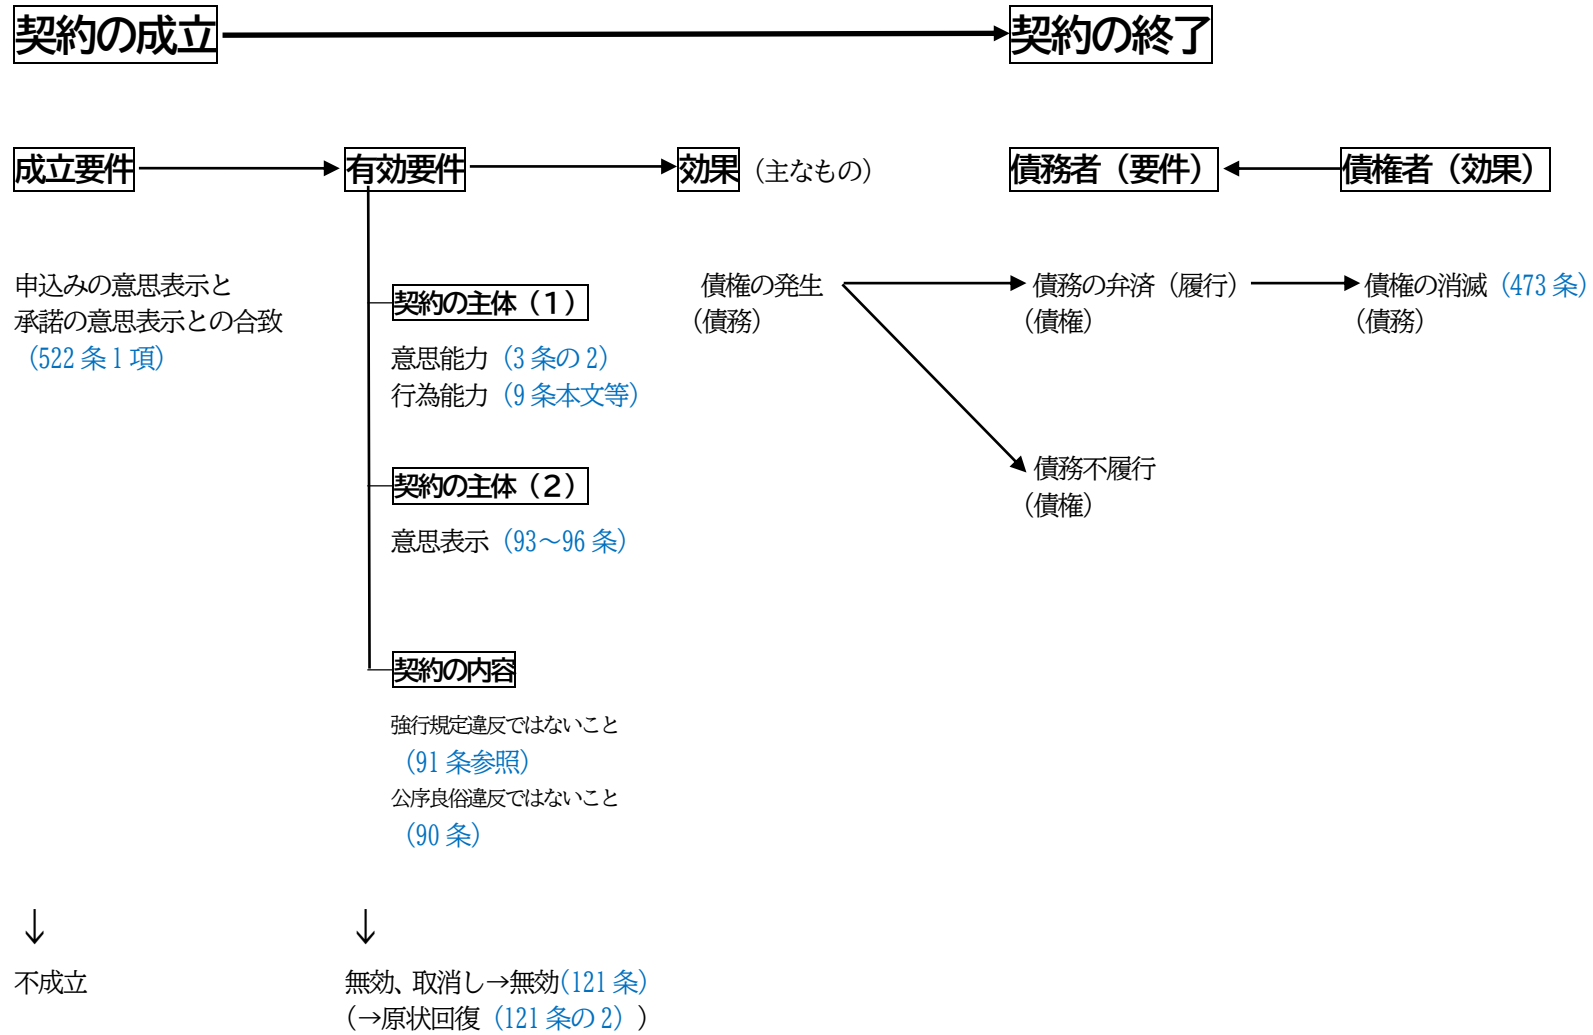 契約の成立
契約の終了
成立要件
有効要件
効果（主なもの）
債務者（要件）
債権者（効果）
申込みの意思表示と
承諾の意思表示との合致
（522条1項）
契約の主体（1）
意思能力（3条の2）
行為能力（9条本文等）
契約の主体（2）
意思表示（93～96条）
契約の内容
強行規定違反ではないこと
（91条参照）
公序良俗違反ではないこと
（90条）
債権の発生
（債務）
債務の弁済（履行）
（債権）
債権の消滅（473条）
（債務）
債務不履行
（債権）
↓
不成立
↓
無効、取消し→無効（121条）
（→原状回復（121条の2））